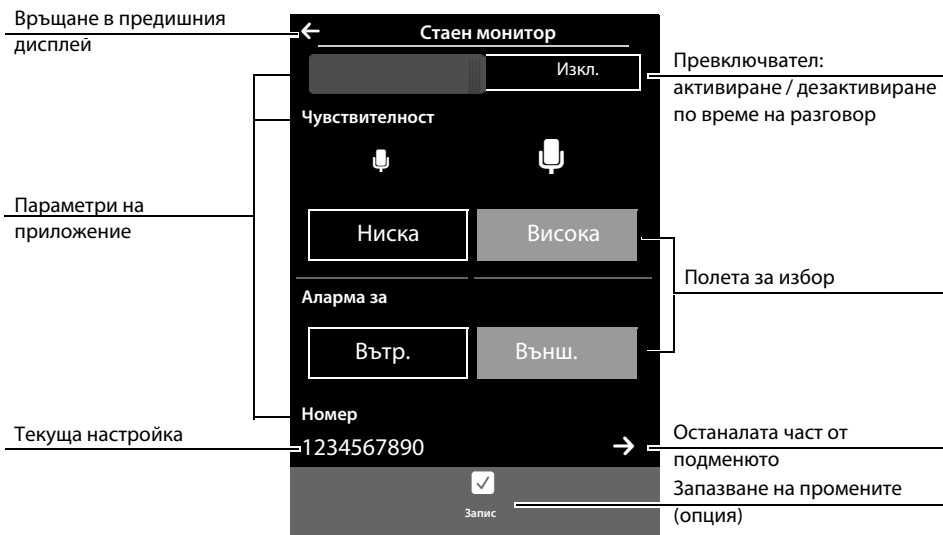 Връщане в предишния
дисплей
Параметри на
приложение
Текуща настройка
Стаен монитор
Изкл.
Чувствителност
Ниска
Висока
Аларма за
Вътр.
Външ.
Номер
1234567890
Запис
Превключвател:
активиране / дезактивиране
по време на разговор
Полета за избор
Останалата част от
подменюто
Запазване на промените
(опция)